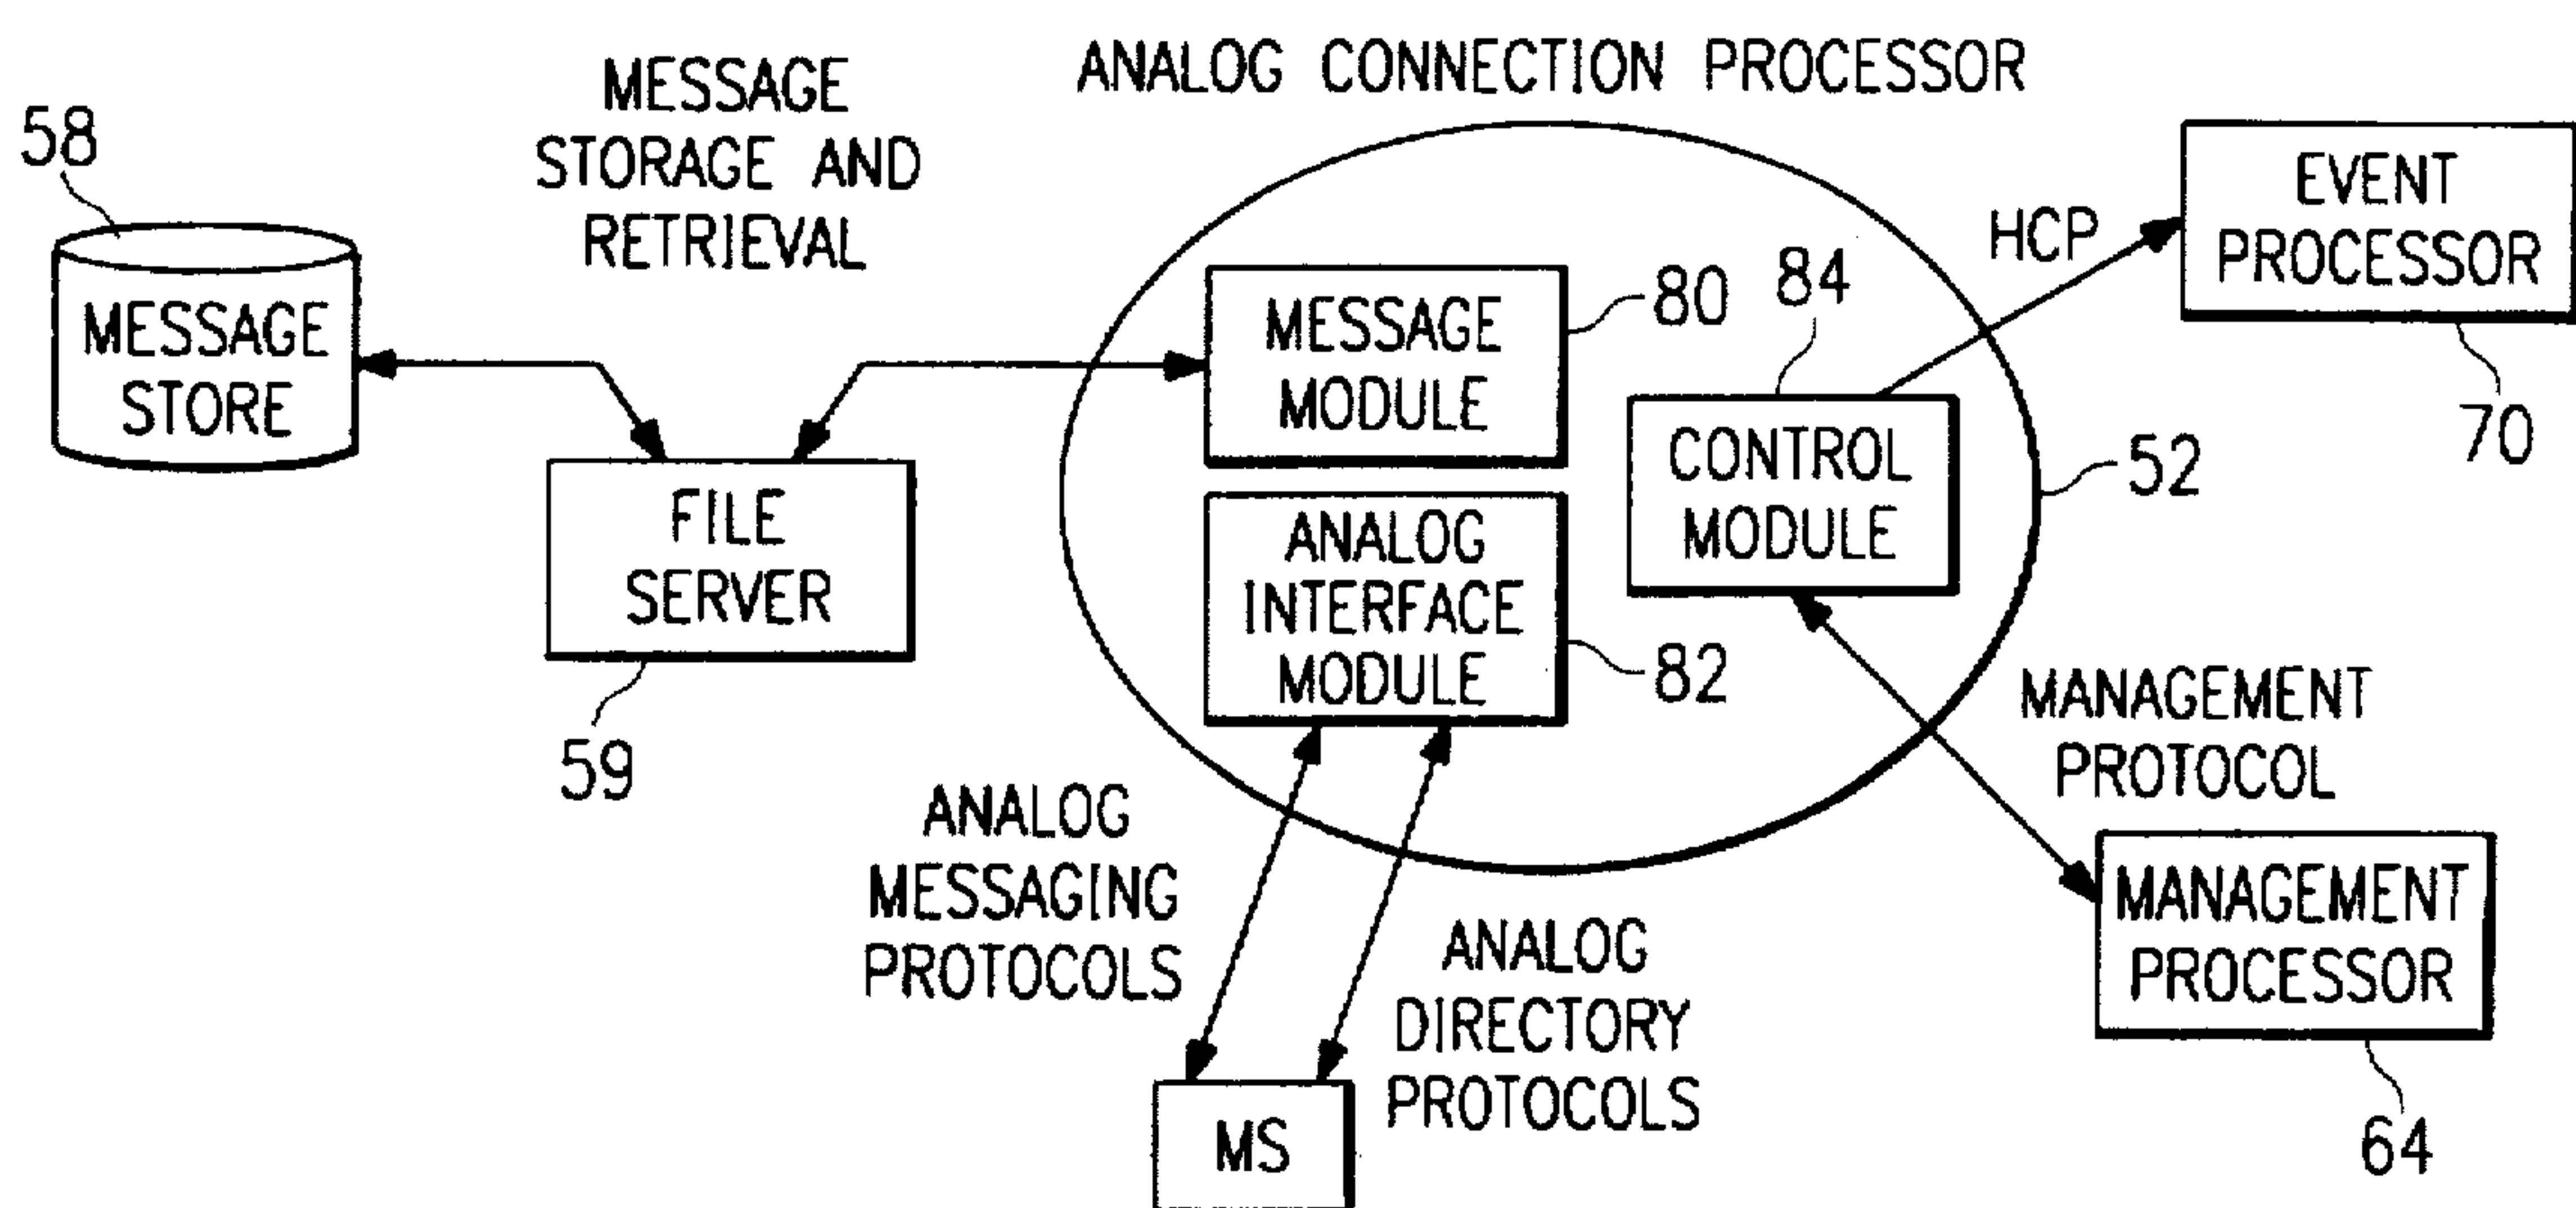 ANALOG CONNECTION PROCESSOR
58
MESSAGE
STORAGE AND
RETRIEVAL
MESSAGE
STORE
FILE
SERVER
59
MESSAGE
MODULE
80
ANALOG
INTERFACE
MODULE
82
84
CONTROL
MODULE
52
HCP
EVENT
PROCESSOR
70
MANAGEMENT
PROTOCOL
MANAGEMENT
PROCESSOR
64
ANALOG
MESSAGING
PROTOCOLS
ANALOG
DIRECTORY
PROTOCOLS
MS